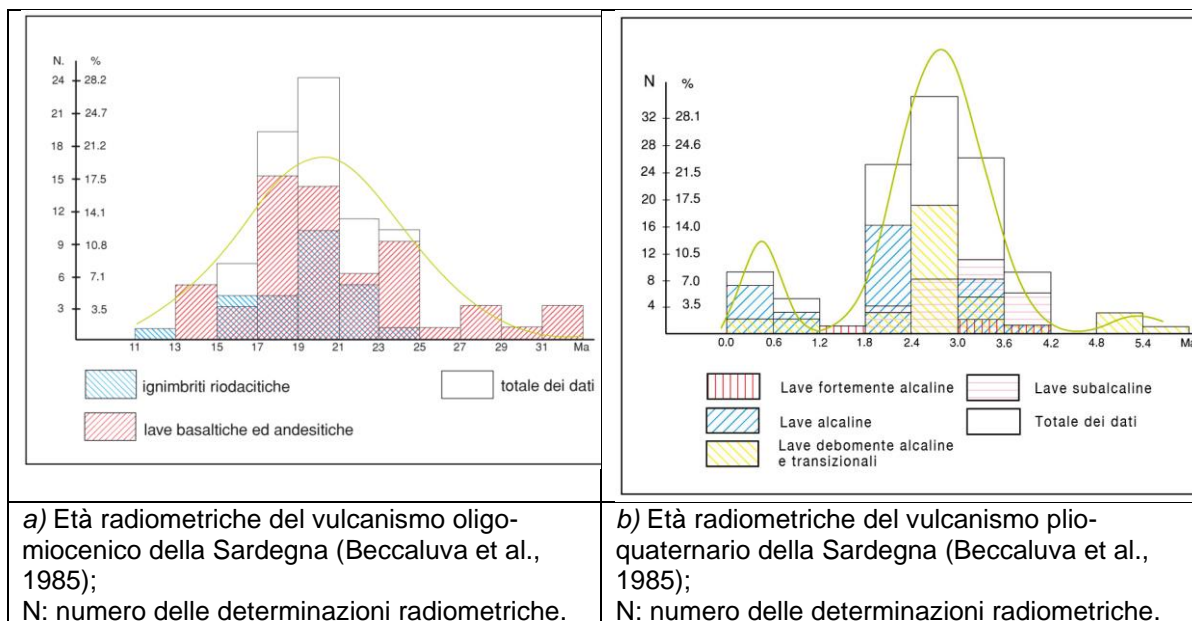 N. %
24 28.2
21 24.7
18 21.2
15 17.5
12 14.1
9 10.8
6 7.1
3 3.5
11 13 15 17 19 21 23 25 27 29 31 Ma
ignimbriti riodacitiche
totale dei dati
lave basaltiche ed andesitiche
N %
32 28.1
28 24.6
24 21.5
20 17.5
16 14.0
12 10.5
8 7.0
4 3.5
0.0 0.6 1.2 1.8 2.4 3.0 3.6 4.2 4.8 5.4 Ma
Lave fortemente alcaline
Lave subalcaline
Lave alcaline
Totale dei dati
Lave debomente alcaline
e transizionali
a) Età radiometriche del vulcanismo oligo-
miocenico della Sardegna (Beccaluva et al.,
1985);
N: numero delle determinazioni radiometriche.
b) Età radiometriche del vulcanismo plio-
quaternario della Sardegna (Beccaluva et al.,
1985);
N: numero delle determinazioni radiometriche.